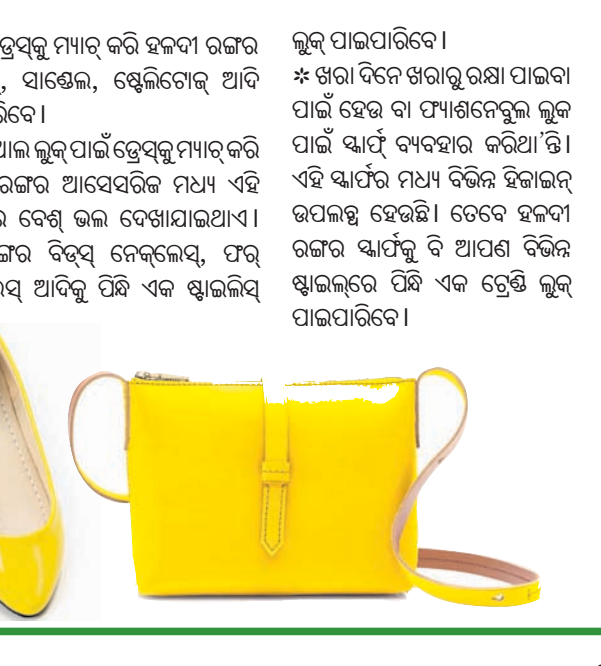 ଡ୍ରେସ୍‌କୁ ମ୍ୟାଚ୍ କରି ହଳଦୀ ରଙ୍ଗର
ସାଣ୍ଡେଲ, ଷ୍ଟେଲିଟୋଜ୍ ଆଦି
ଲୁକ୍ ପାଇଁ ଡ୍ରେସ୍‌କୁ ମ୍ୟାଚ୍ କରି
ରଙ୍ଗର ଆସେସରିଜ ମଧ୍ୟ ଏହି
ବେଶ୍ ଭଲ ଦେଖାଯାଇଥାଏ।
ବିଡ୍‌ସ୍ ନେକ୍‌ଲେସ୍, ଫର୍
ଆଦିକୁ ପିନ୍ଧି ଏକ ଷ୍ଟାଇଲିସ୍
ଲୁକ୍ ପାଇପାରିବେ।
* ଖରା ଦିନେ ଖରାରୁ ରକ୍ଷା ପାଇବା
ପାଇଁ ହେଉ ବା ଫ୍ୟାଶନେବୁଲ ଲୁକ
ପାଇଁ ସ୍କାର୍ଫ୍ ବ୍ୟବହାର କରିଥା'ନ୍ତି।
ଏହି ସ୍କାର୍ଫର ମଧ୍ୟ ବିଭିନ୍ନ ହିଜାଇନ୍
ଉପଲବ୍ଧ ହେଉଛି। ତେବେ ହଳଦୀ
ରଙ୍ଗର ସ୍କାର୍ଫକୁ ବି ଆପଣ ବିଭିନ୍ନ
ଷ୍ଟାଇଲ୍‌ରେ ପିନ୍ଧି ଏକ ଟ୍ରେଣ୍ଡି ଲୁକ୍
ପାଇପାରିବେ।